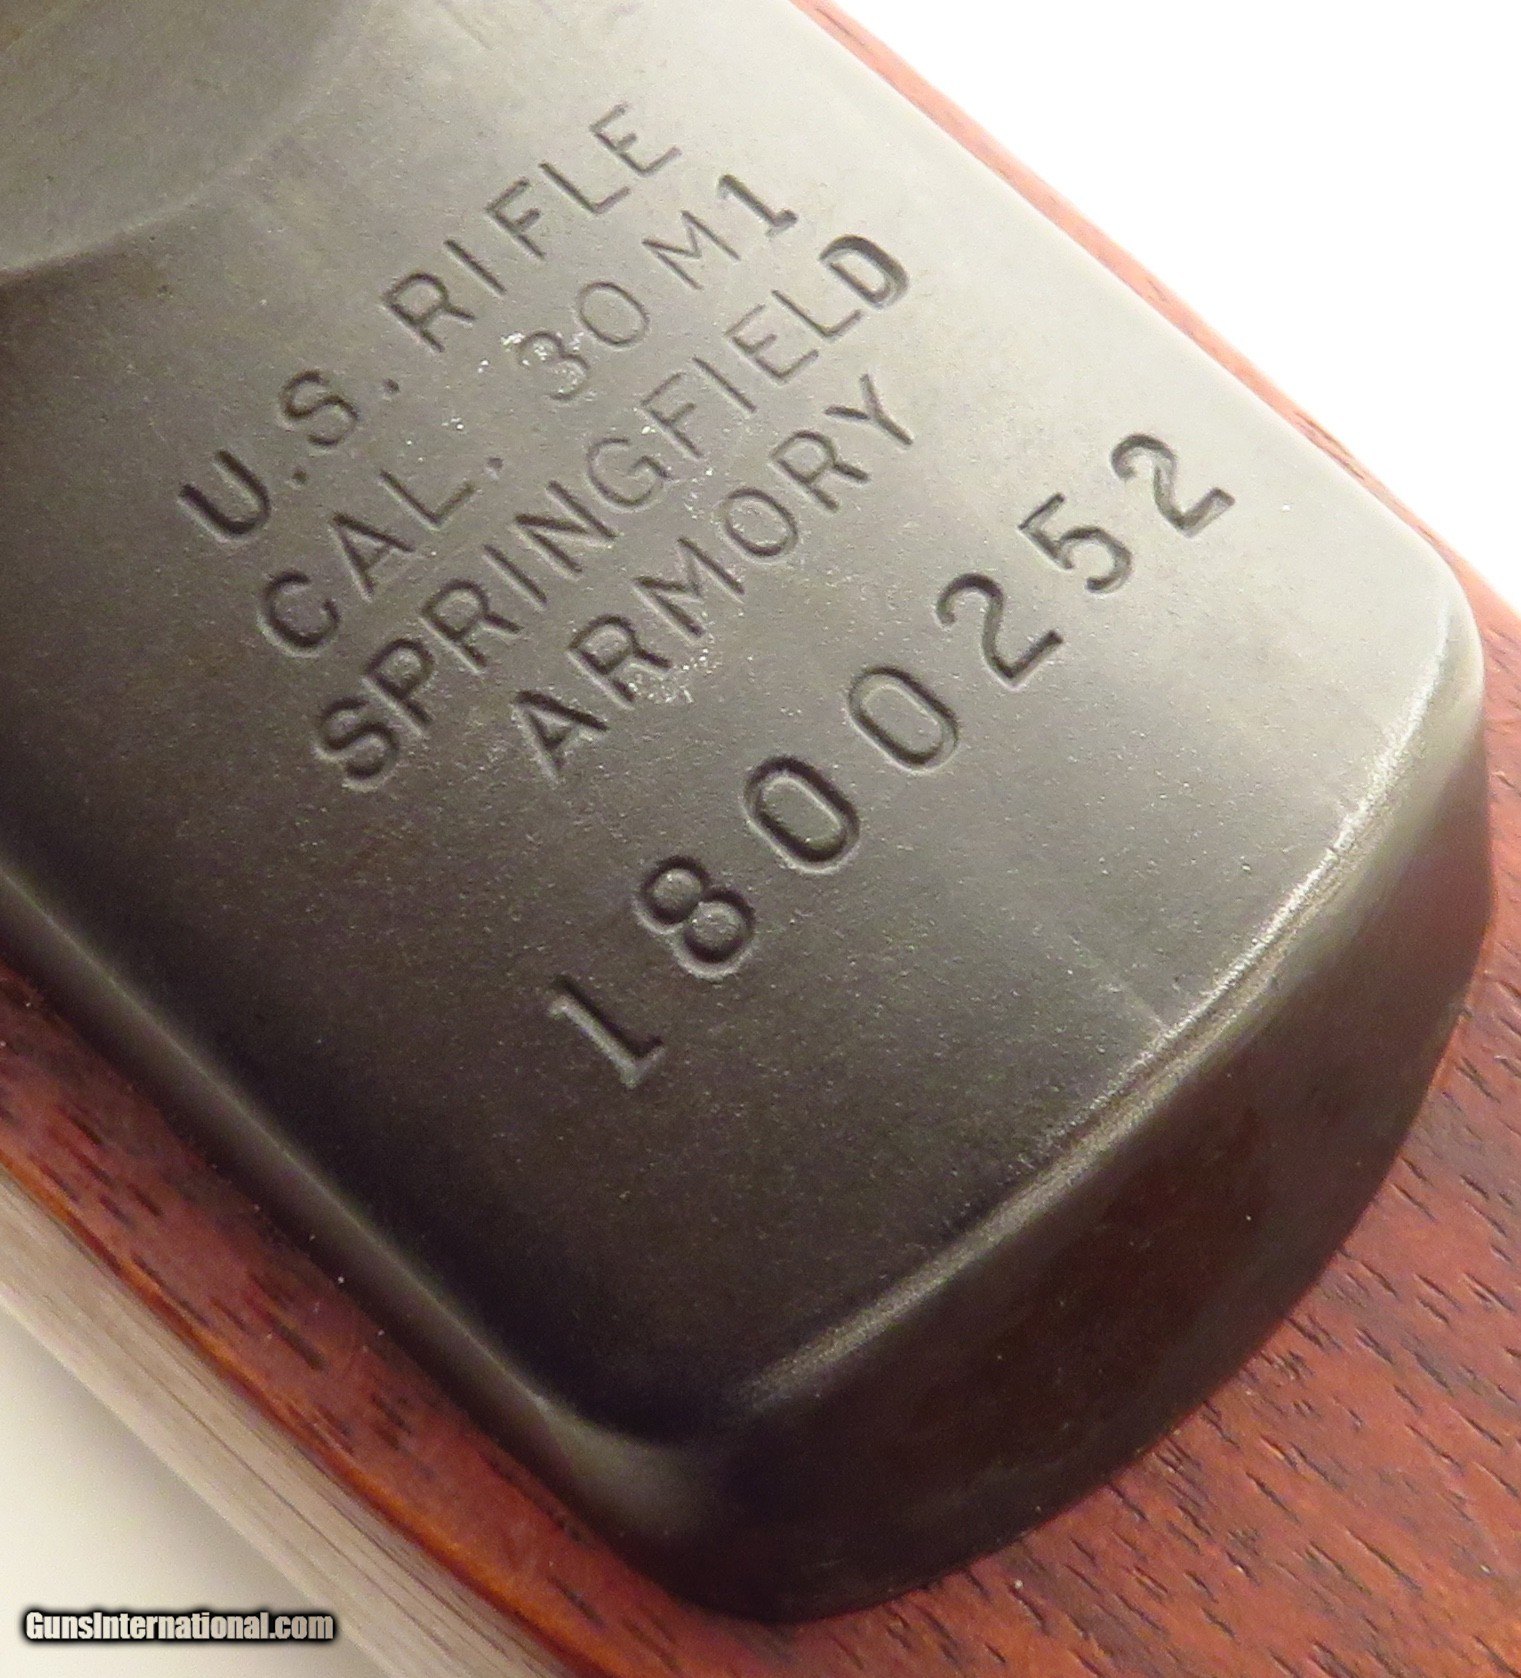 U.S. RIFLE
CAL. 30 M1
SPRINGFIELD
ARMORY
1800252
GunsInternational.com